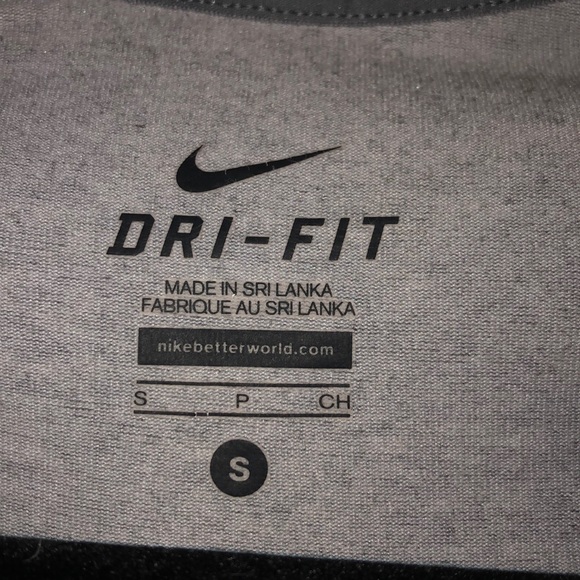 DRI-FIT
MADE IN SRI LANKA
FABRIQUE AU SRI LANKA
nikebetterworld.com
S P CH
S